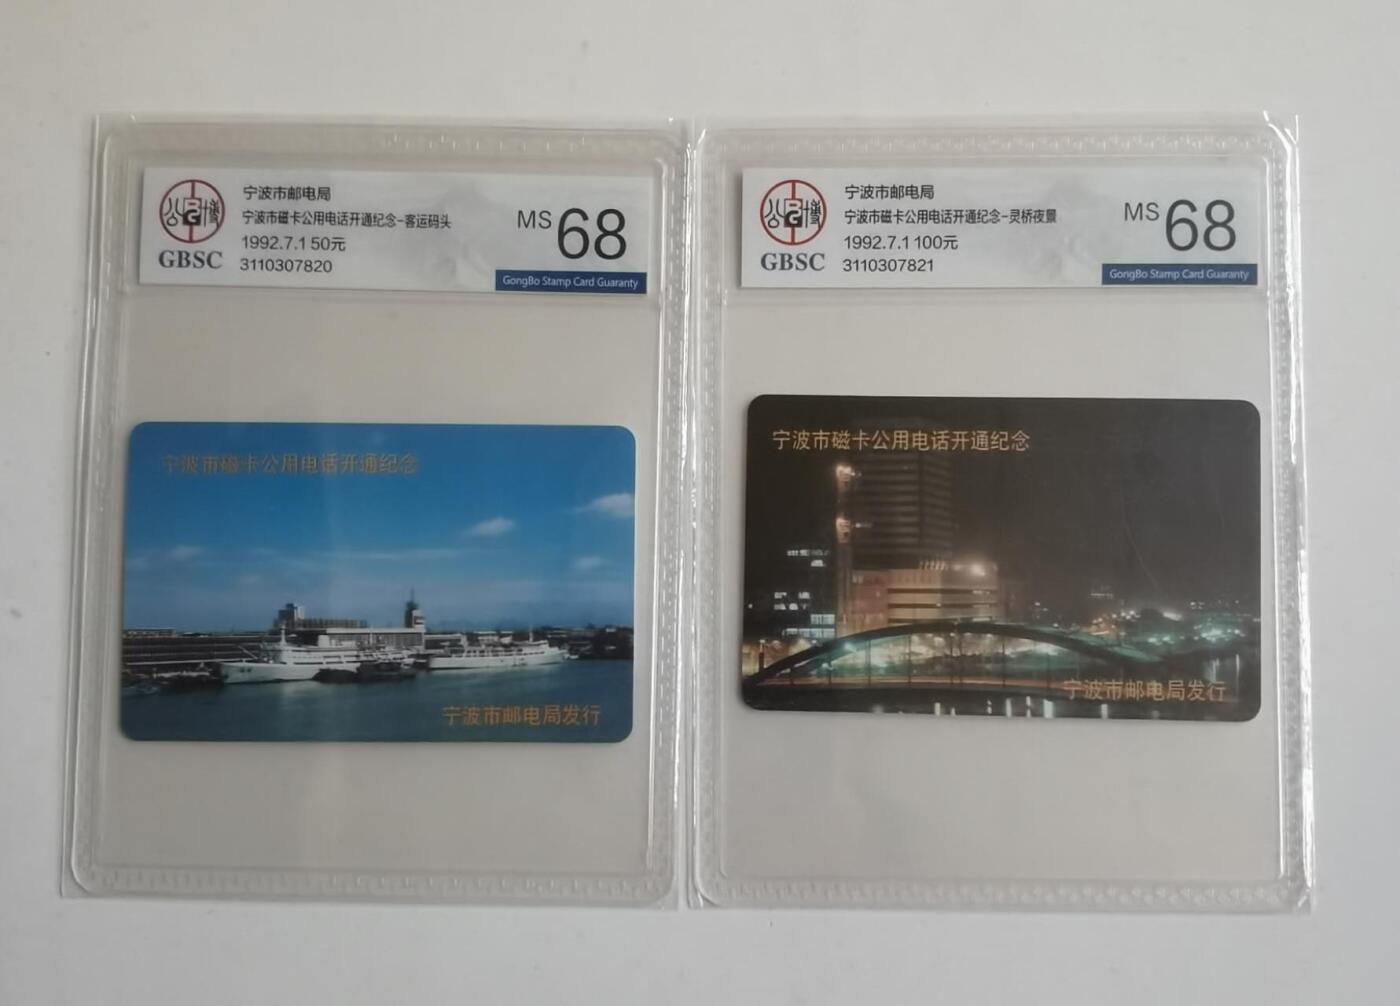 公博
GBSC
宁波市邮电局
宁波市磁卡公用电话开通纪念-客运码头
1992.7.1 50元
3110307820
MS 68
GongBo Stamp Card Guaranty
宁波市磁卡公用电话开通纪念
宁波市邮电局发行
公博
GBSC
宁波市邮电局
宁波市磁卡公用电话开通纪念-灵桥夜景
1992.7.1 100元
3110307821
MS 68
GongBo Stamp Card Guaranty
宁波市磁卡公用电话开通纪念
宁波市邮电局发行